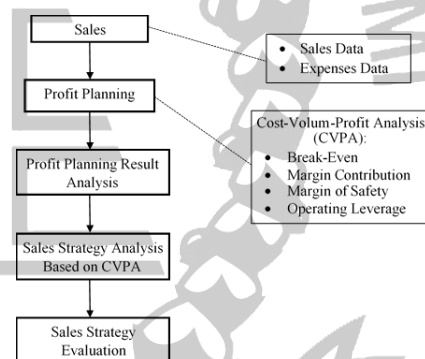 Sales
• Sales Data
• Expenses Data
Profit Planning
Cost-Volum-Profit Analysis
(CVPA):
• Break-Even
• Margin Contribution
• Margin of Safety
• Operating Leverage
Profit Planning Result
Analysis
Sales Strategy Analysis
Based on CVPA
Sales Strategy
Evaluation